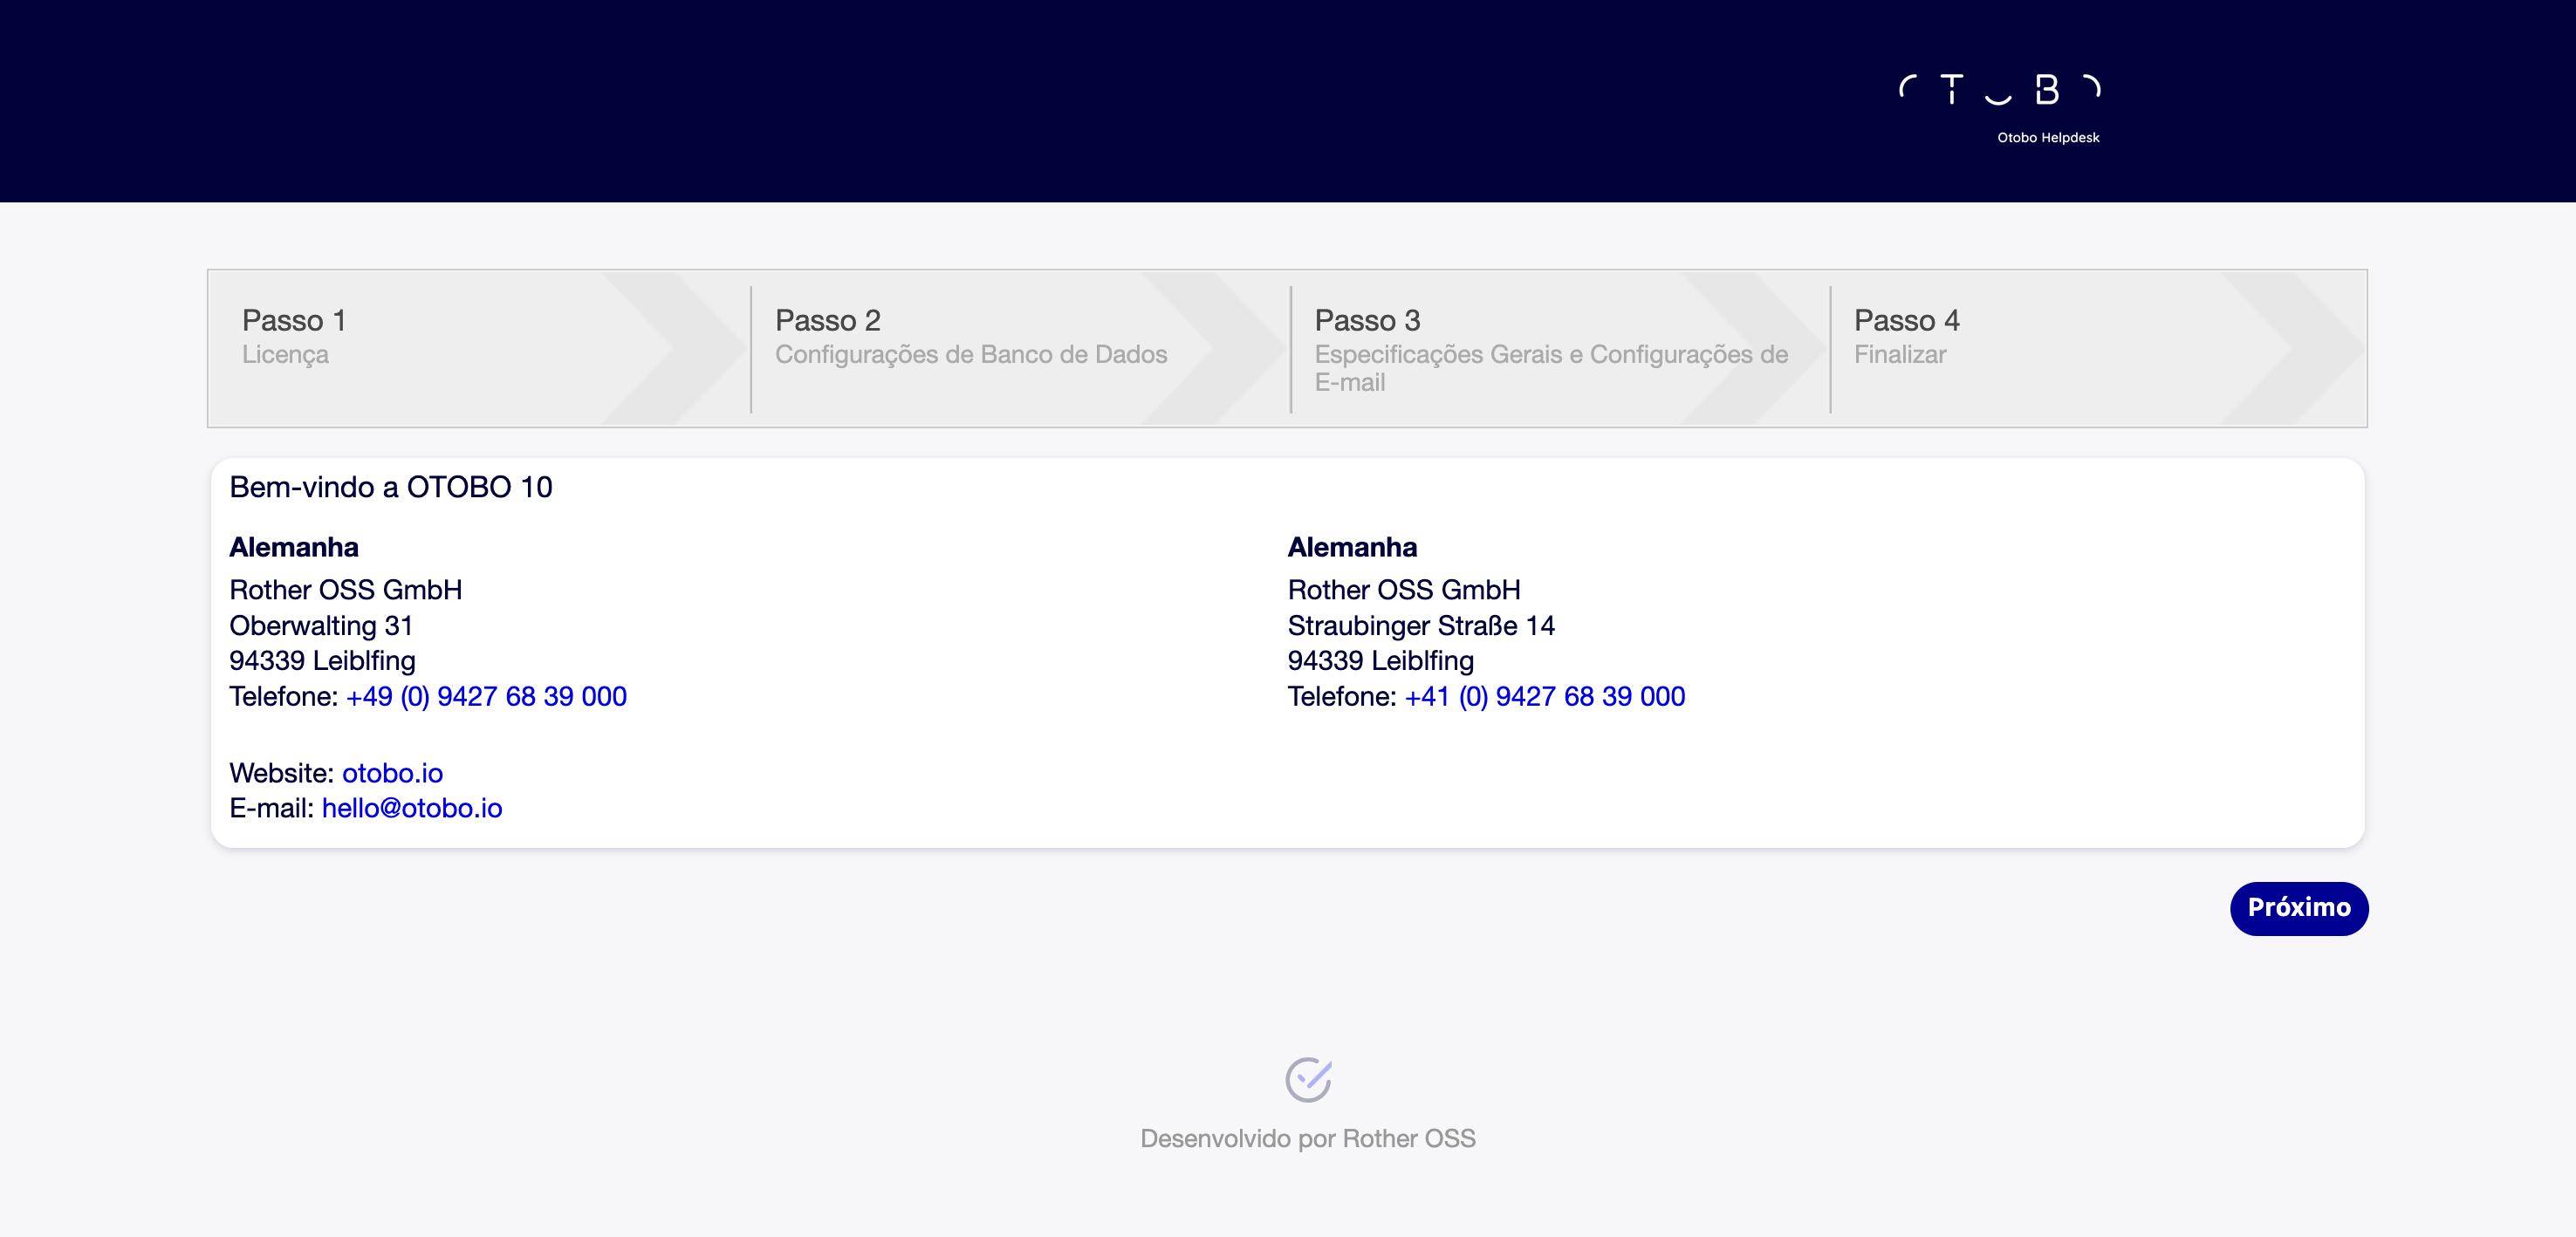 OTOBO
Otobo Helpdesk
Passo 1
Licença
Passo 2
Configurações de Banco de Dados
Passo 3
Especificações Gerais e Configurações de
E-mail
Passo 4
Finalizar
Bem-vindo a OTOBO 10
Alemanha
Rother OSS GmbH
Oberwalting 31
94339 Leiblfing
Telefone: +49 (0) 9427 68 39 000
Website: otobo.io
E-mail: hello@otobo.io
Alemanha
Rother OSS GmbH
Straubinger Straße 14
94339 Leiblfing
Telefone: +41 (0) 9427 68 39 000
Próximo
Desenvolvido por Rother OSS